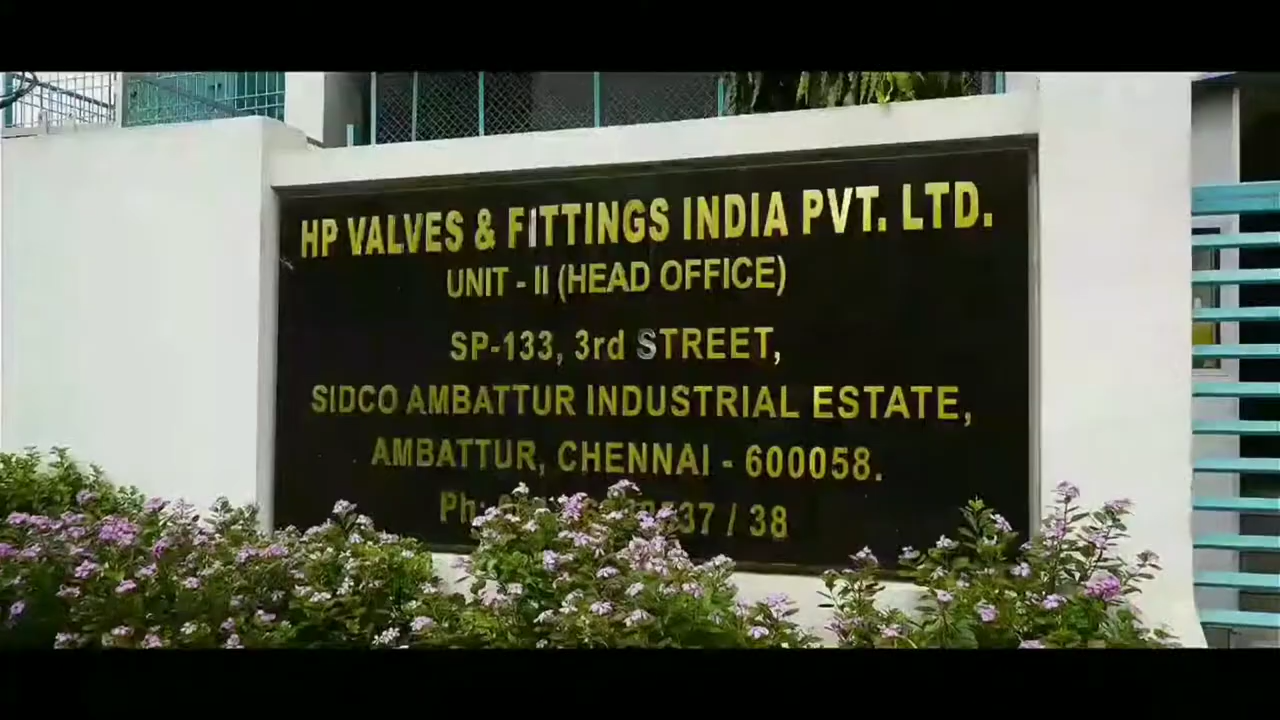 HP VALVES & FITTINGS INDIA PVT. LTD.
UNIT - II (HEAD OFFICE)
SP-133, 3rd STREET,
SIDCO AMBATTUR INDUSTRIAL ESTATE,
AMBATTUR, CHENNAI - 600058.
Ph: / 38